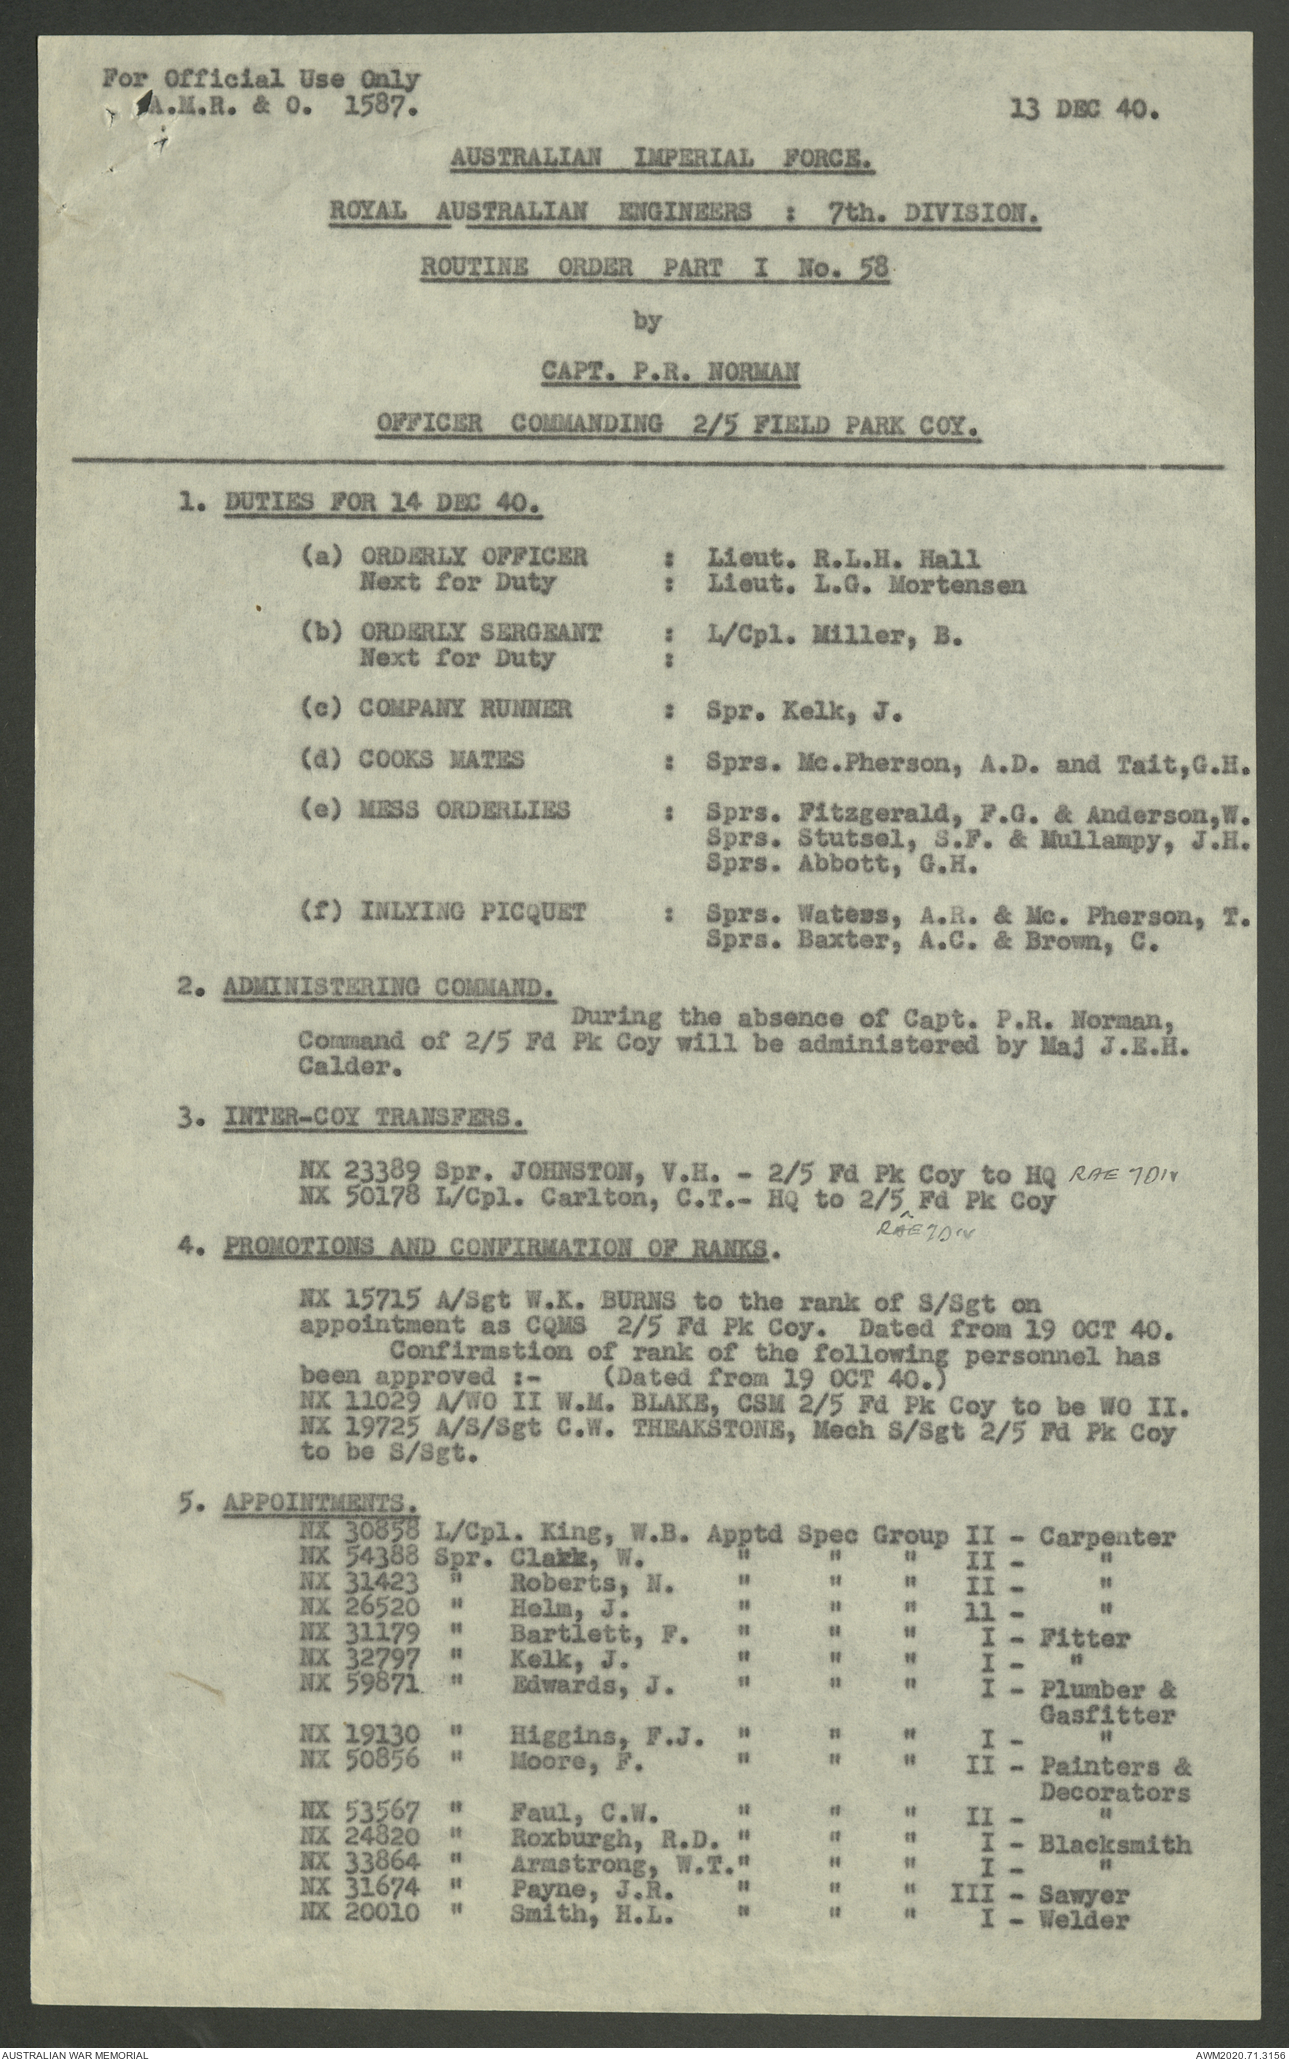 For Official Use Only
A.M.R. & O. 1587.
13 DEC 40.
AUSTRALIAN IMPERIAL FORCE.
ROYAL AUSTRALIAN ENGINEERS : 7th. DIVISION.
ROUTINE ORDER PART I No. 58
by
CAPT. P.R. NORMAN
OFFICER COMMANDING 2/5 FIELD PARK COY.
1. DUTIES FOR 14 DEC 40.
(a) ORDERLY OFFICER : Lieut. R.L.H. Hall
Next for Duty : Lieut. L.G. Mortensen
(b) ORDERLY SERGEANT : L/Cpl. Miller, B.
Next for Duty :
(c) COMPANY RUNNER : Spr. Kelk, J.
(d) COOKS MATES : Sprs. Mc.Pherson, A.D. and Tait,G.H.
(e) MESS ORDERLIES : Sprs. Fitzgerald, F.G. & Anderson,W.
Sprs. Stutsel, S.F. & Mullampy, J.H.
Sprs. Abbott, G.H.
(f) INLYING PICQUET : Sprs. Waters, A.R. & Mc. Pherson, T.
Sprs. Baxter, A.C. & Brown, C.
2. ADMINISTERING COMMAND.
During the absence of Capt. P.R. Norman,
Command of 2/5 Fd Pk Coy will be administered by Maj J.E.H.
Calder.
3. INTER-COY TRANSFERS.
NX 23389 Spr. JOHNSTON, V.H. - 2/5 Fd Pk Coy to HQ RAE 7DIV
NX 50178 L/Cpl. Carlton, C.T.- HQ to 2/5 Fd Pk Coy
^
RAE 7DIV
4. PROMOTIONS AND CONFIRMATION OF RANKS.
NX 15715 A/Sgt W.K. BURNS to the rank of S/Sgt on
appointment as CQMS 2/5 Fd Pk Coy. Dated from 19 OCT 40.
Confirmstion of rank of the following personnel has
been approved :- (Dated from 19 OCT 40.)
NX 11029 A/WO II W.M. BLAKE, CSM 2/5 Fd Pk Coy to be WO II.
NX 19725 A/S/Sgt C.W. THEAKSTONE, Mech S/Sgt 2/5 Fd Pk Coy
to be S/Sgt.
5. APPOINTMENTS.
NX 30858 L/Cpl. King, W.B. Apptd Spec Group II - Carpenter
NX 54388 Spr. Clark, W. " " " II - "
NX 31423 " Roberts, N. " " " II - "
NX 26520 " Helm, J. " " " 11 - "
NX 31179 " Bartlett, F. " " " I - Fitter
NX 32797 " Kelk, J. " " " I - "
NX 59871 " Edwards, J. " " " I - Plumber &
Gasfitter
NX 19130 " Higgins, F.J. " " " I - "
NX 50856 " Moore, F. " " " II - Painters &
Decorators
NX 53567 " Faul, C.W. " " " II - "
NX 24820 " Roxburgh, R.D. " " " I - Blacksmith
NX 33864 " Armstrong, W.T." " " I - "
NX 31674 " Payne, J.R. " " " III - Sawyer
NX 20010 " Smith, H.L. " " " I - Welder
AUSTRALIAN WAR MEMORIAL
AWM2020.71.3156